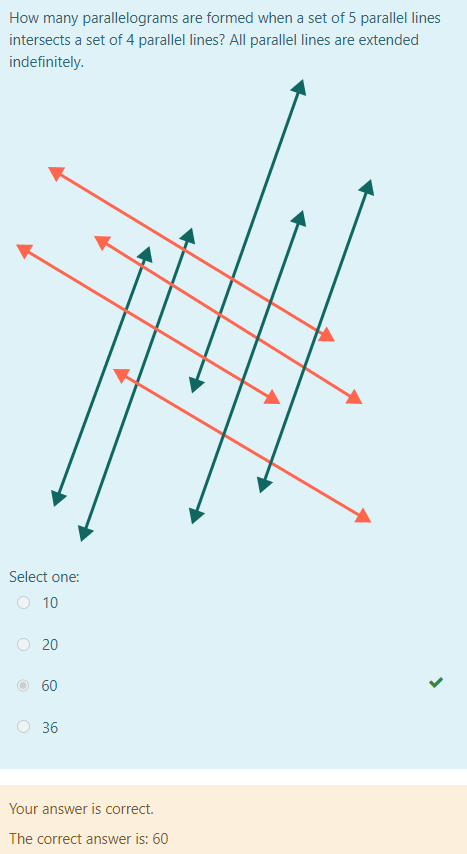 How many parallelograms are formed when a set of 5 parallel lines
intersects a set of 4 parallel lines? All parallel lines are extended
indefinitely.
Select one:
10
20
60
36
Your answer is correct.
The correct answer is: 60